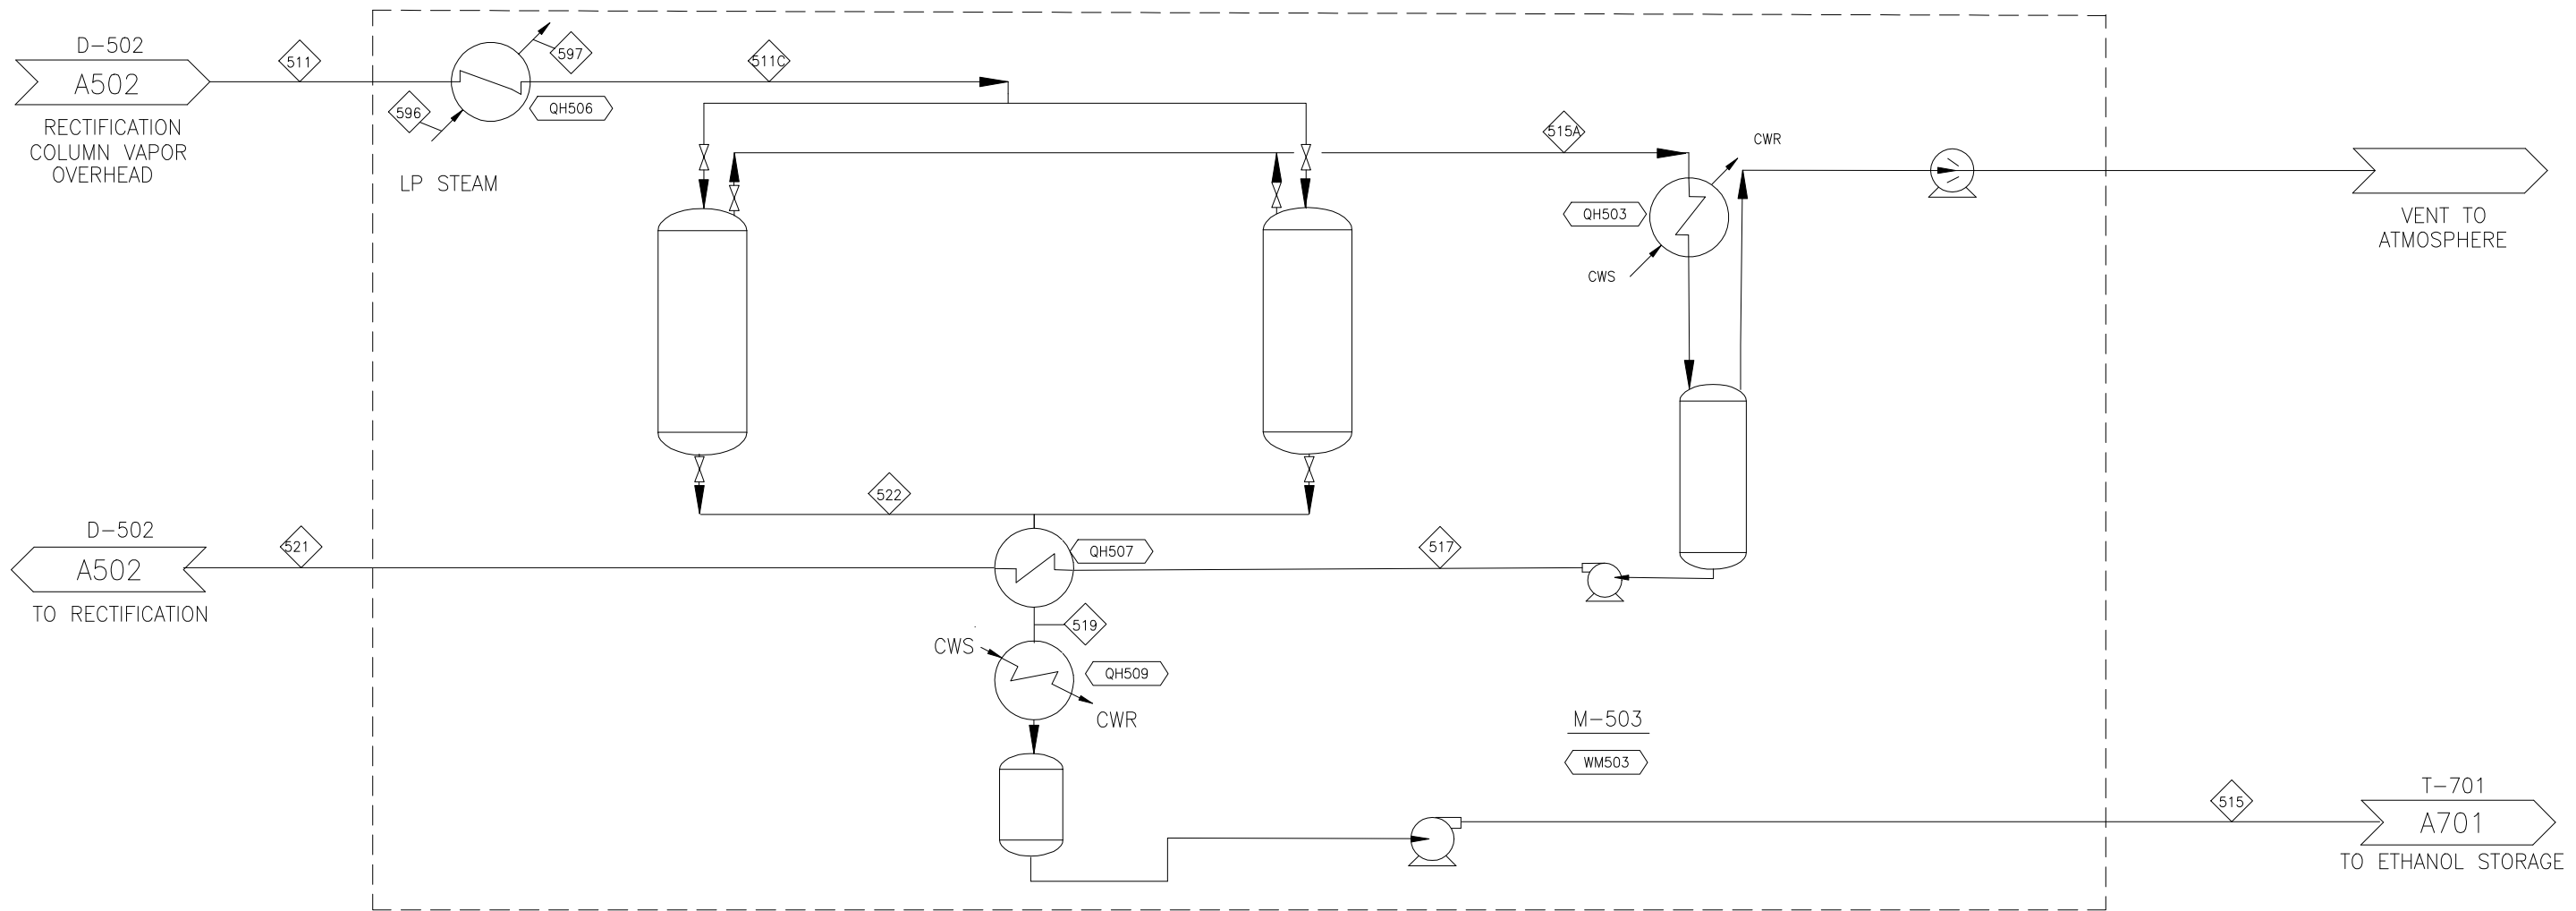 D-502
A502
RECTIFICATION
COLUMN VAPOR
OVERHEAD
511
597
596
QH506
LP STEAM
511C
515A
CWR
QH503
CWS
VENT TO
ATMOSPHERE
D-502
A502
TO RECTIFICATION
521
522
QH507
517
519
CWS
QH509
CWR
M-503
WM503
515
T-701
A701
TO ETHANOL STORAGE